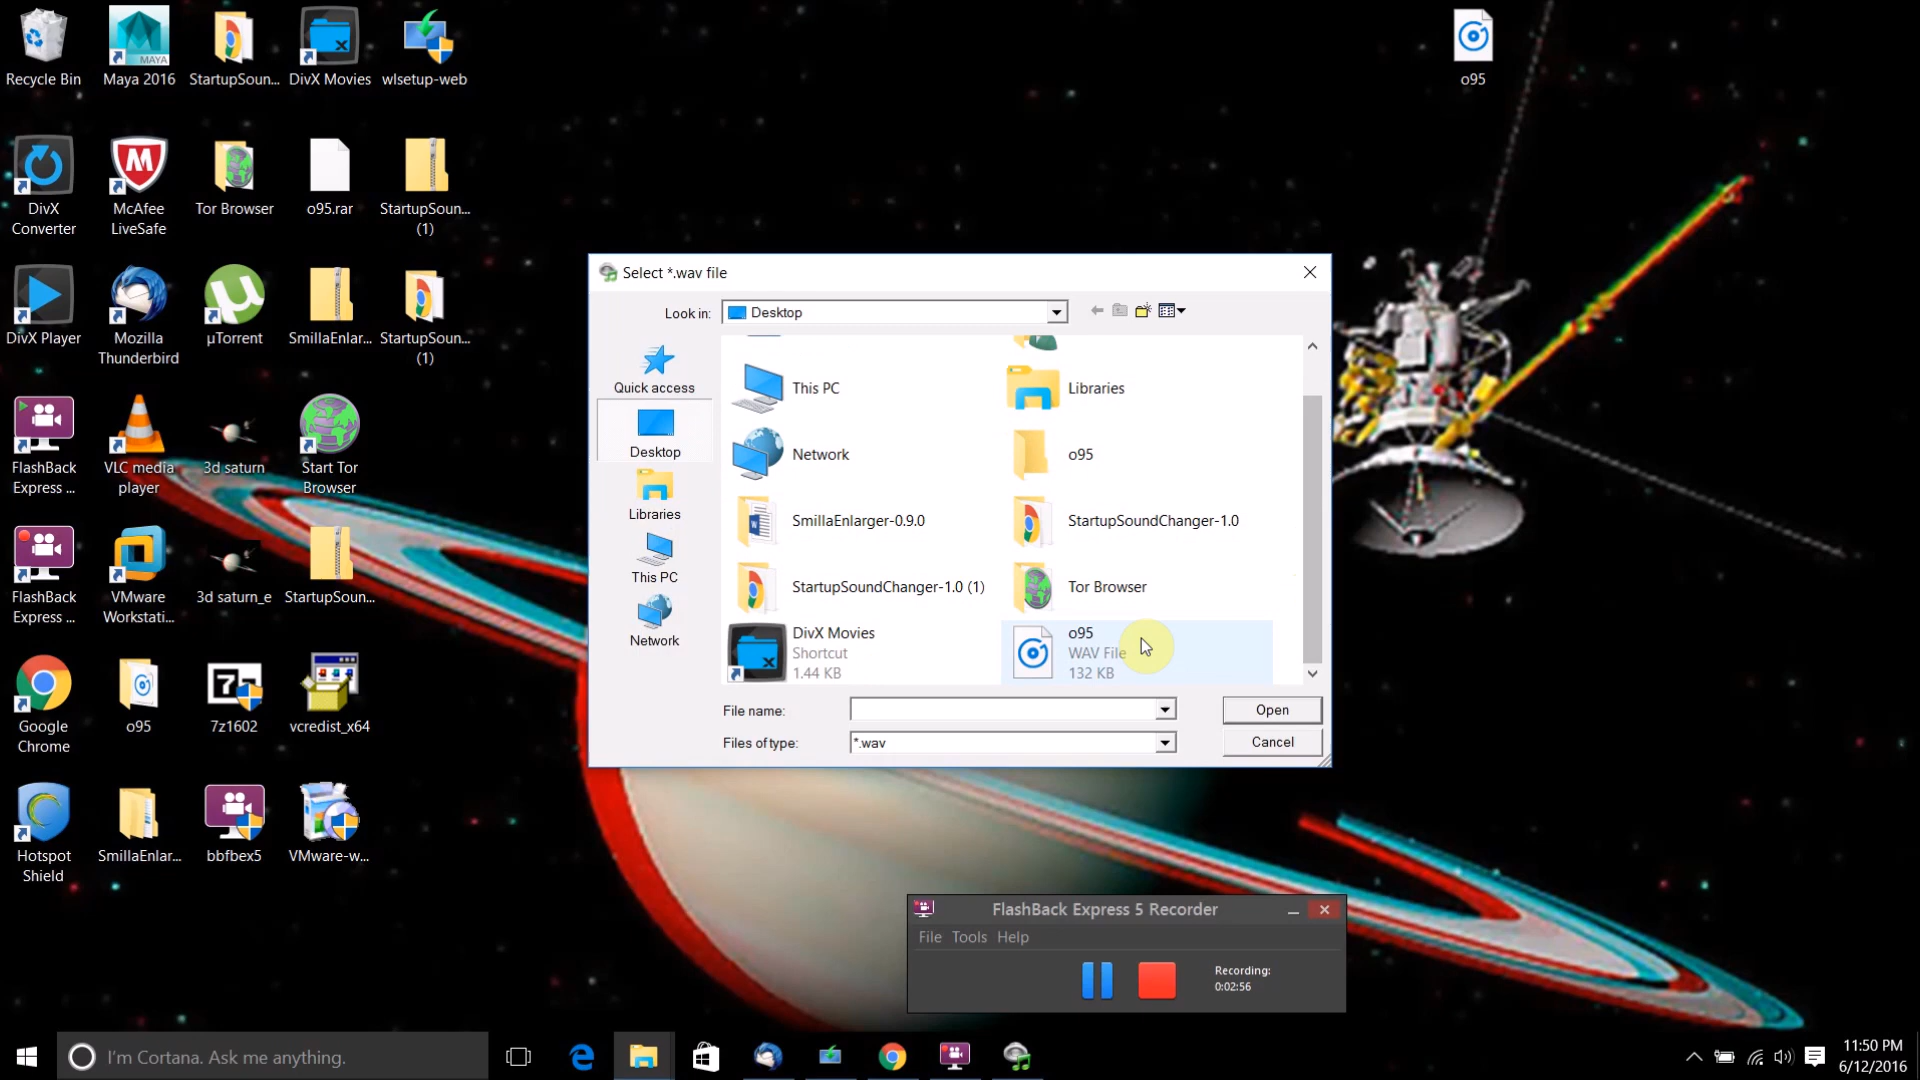 Recycle Bin
Maya 2016
StartupSoun...
DivX Movies
wlsetup-web
o95
MAYA
DivX
Converter
McAfee
LiveSafe
Tor Browser
o95.rar
StartupSoun...
(1)
DivX Player
Mozilla
Thunderbird
µTorrent
SmillaEnlar...
StartupSoun...
(1)
FlashBack
Express ...
VLC media
player
3d saturn
Start Tor
Browser
FlashBack
Express ...
VMware
Workstati...
3d saturn_e
StartupSoun...
Google
Chrome
o95
7z1602
vcredist_x64
Hotspot
Shield
SmillaEnlar...
bbfbex5
VMware-w...
Select *.wav file
Look in:
Desktop
Quick access
Desktop
Libraries
This PC
Network
This PC
Libraries
Network
o95
SmillaEnlarger-0.9.0
StartupSoundChanger-1.0
StartupSoundChanger-1.0 (1)
Tor Browser
DivX Movies
Shortcut
1.44 KB
o95
WAV File
132 KB
File name:
Open
Files of type:
*.wav
Cancel
FlashBack Express 5 Recorder
File Tools Help
Recording:
0:02:56
I'm Cortana. Ask me anything.
11:50 PM
6/12/2016